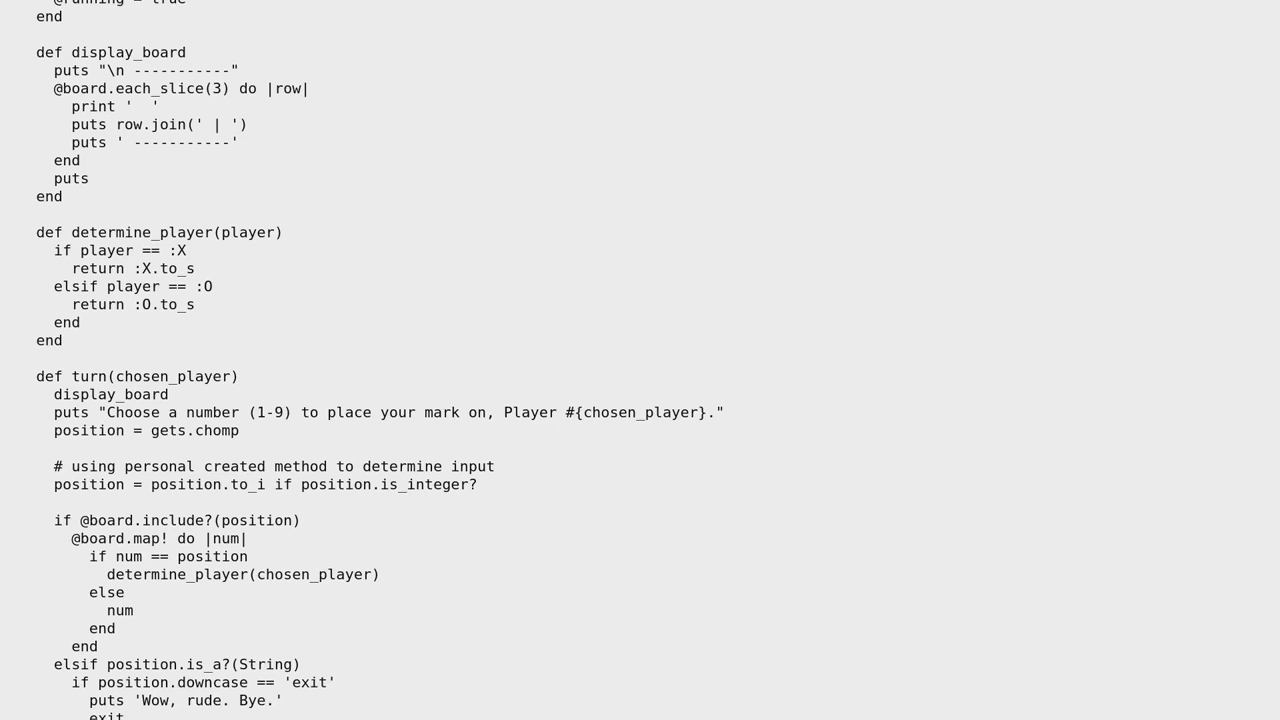 @running = true
end

def display_board
puts "\n -----------"
@board.each_slice(3) do |row|
print '  '
puts row.join(' | ')
puts ' -----------'
end
puts
end

def determine_player(player)
if player == :X
return :X.to_s
elsif player == :O
return :O.to_s
end
end

def turn(chosen_player)
display_board
puts "Choose a number (1-9) to place your mark on, Player #{chosen_player}."
position = gets.chomp

# using personal created method to determine input
position = position.to_i if position.is_integer?

if @board.include?(position)
@board.map! do |num|
if num == position
determine_player(chosen_player)
else
num
end
end
elsif position.is_a?(String)
if position.downcase == 'exit'
puts 'Wow, rude. Bye.'
exit